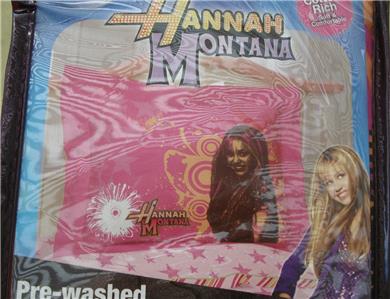 HANNAH
MONTANA
Rich
Soft &
Comfortable
HANNAH
MONTANA
Pre-washed